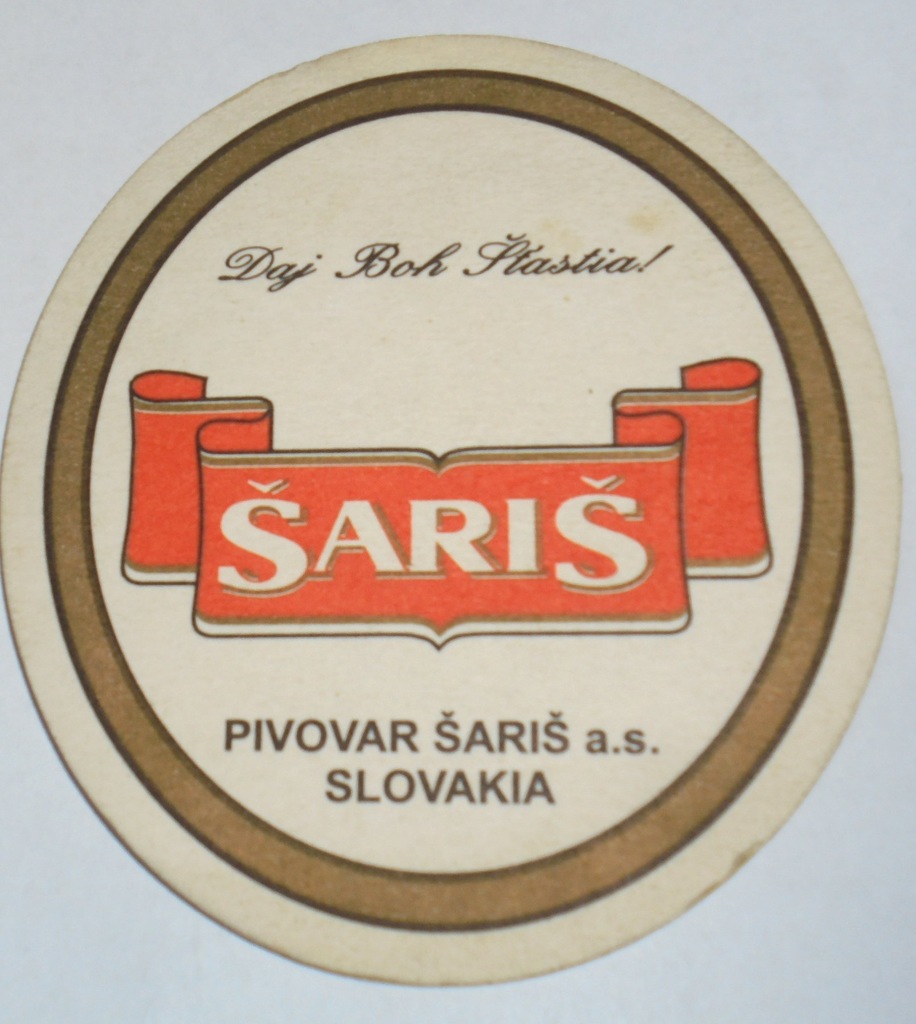 Daj Boh Šťastia!
ŠARIŠ
PIVOVAR ŠARIŠ a.s.
SLOVAKIA